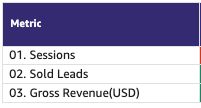 Metric
01. Sessions
02. Sold Leads
03. Gross Revenue(USD)